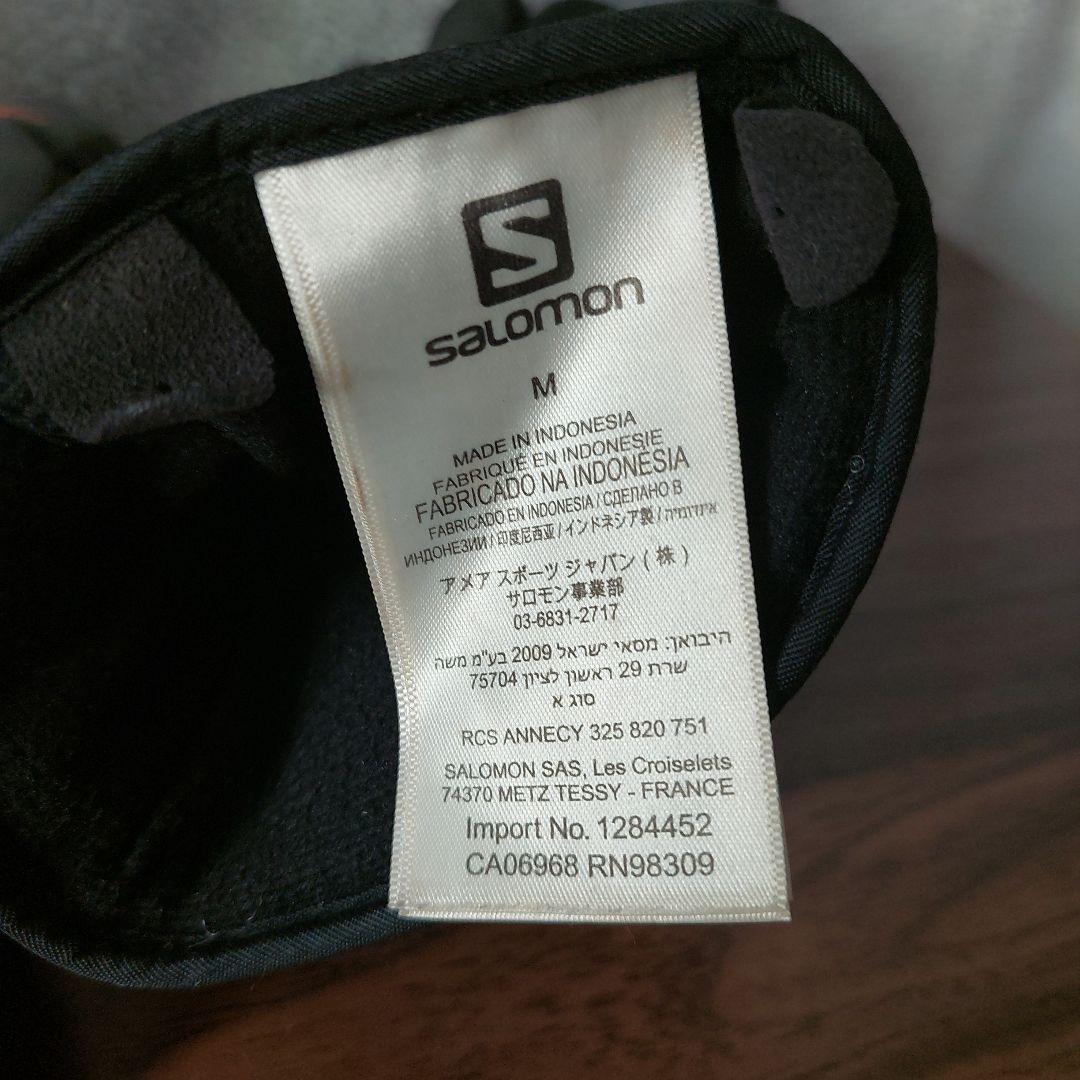 S
SALOMON
M
MADE IN INDONESIA
FABRIQUÉ EN INDONESIE
FABRICADO NA INDONÉSIA
FABRICADO EN INDONESIA / СДЕЛАНО В
ИНДОНЕЗИИ / 印度尼西亚 / インドネシア製 / אינדונזיה
アメア スポーツ ジャパン ( 株 )
サロモン事業部
03-6831-2717
היבואן: מסאי ישראל 2009 בע"מ משה
שרת 29 ראשון לציון 75704
סוג א
RCS ANNECY 325 820 751
SALOMON SAS, Les Croiselets
74370 METZ TESSY - FRANCE
Import No. 1284452
CA06968 RN98309